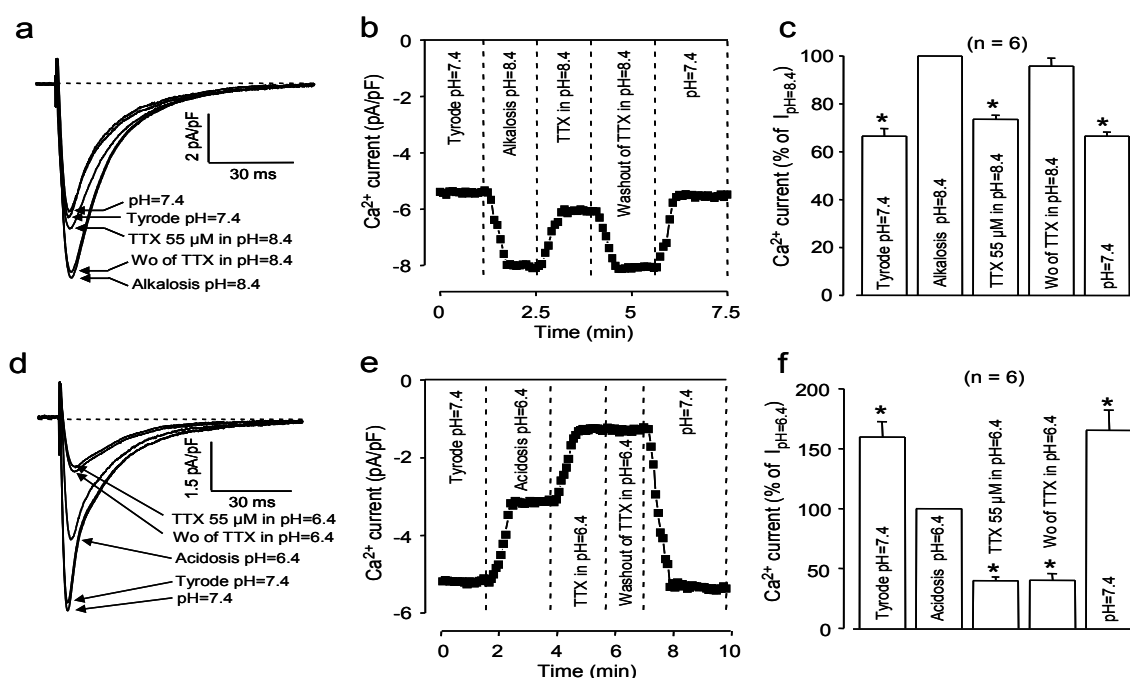 a
2 pA/pF
30 ms
pH=7.4
Tyrode pH=7.4
TTX 55 µM in pH=8.4
Wo of TTX in pH=8.4
Alkalosis pH=8.4
b
Ca2+ current (pA/pF)
0
-2
-4
-6
-8
Tyrode pH=7.4
Alkalosis pH=8.4
TTX in pH=8.4
Washout of TTX in pH=8.4
pH=7.4
0
2.5
5
7.5
Time (min)
c
(n = 6)
Ca2+ current (% of IpH=8.4)
100
80
60
40
20
0
*
*
*
Tyrode pH=7.4
Alkalosis pH=8.4
TTX 55 µM in pH=8.4
Wo of TTX in pH=8.4
pH=7.4
d
1.5 pA/pF
30 ms
TTX 55 µM in pH=6.4
Wo of TTX in pH=6.4
Acidosis pH=6.4
Tyrode pH=7.4
pH=7.4
e
Ca2+ current (pA/pF)
0
-2
-4
-6
Tyrode pH=7.4
Acidosis pH=6.4
TTX in pH=6.4
Washout of TTX in pH=6.4
pH=7.4
0
2
4
6
8
10
Time (min)
f
(n = 6)
Ca2+ current (% of IpH=6.4)
200
150
100
50
0
*
*
*
*
Tyrode pH=7.4
Acidosis pH=6.4
TTX 55 µM in pH=6.4
Wo of TTX in pH=6.4
pH=7.4